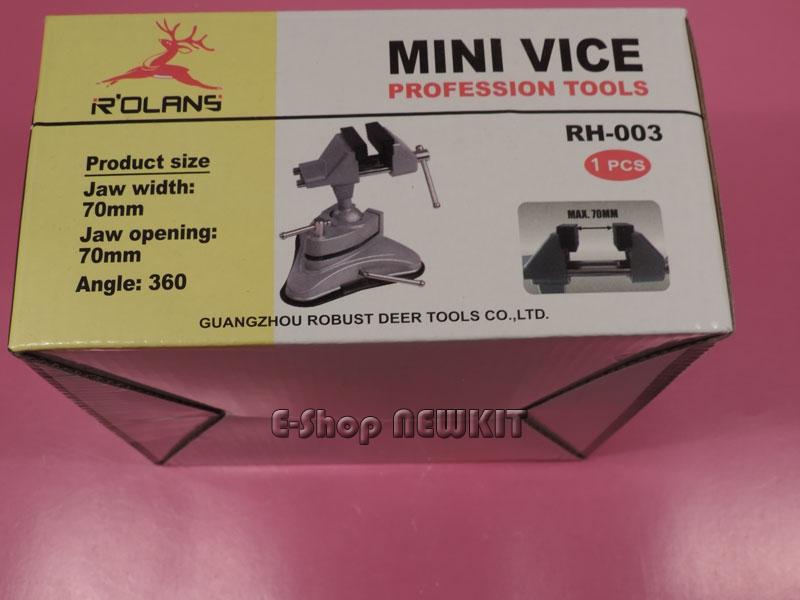 R'OLANS
MINI VICE
PROFESSION TOOLS
RH-003
1 PCS
Product size
Jaw width:
70mm
Jaw opening:
70mm
Angle: 360
MAX. 70MM
GUANGZHOU ROBUST DEER TOOLS CO.,LTD.
E-Shop NEWKIT